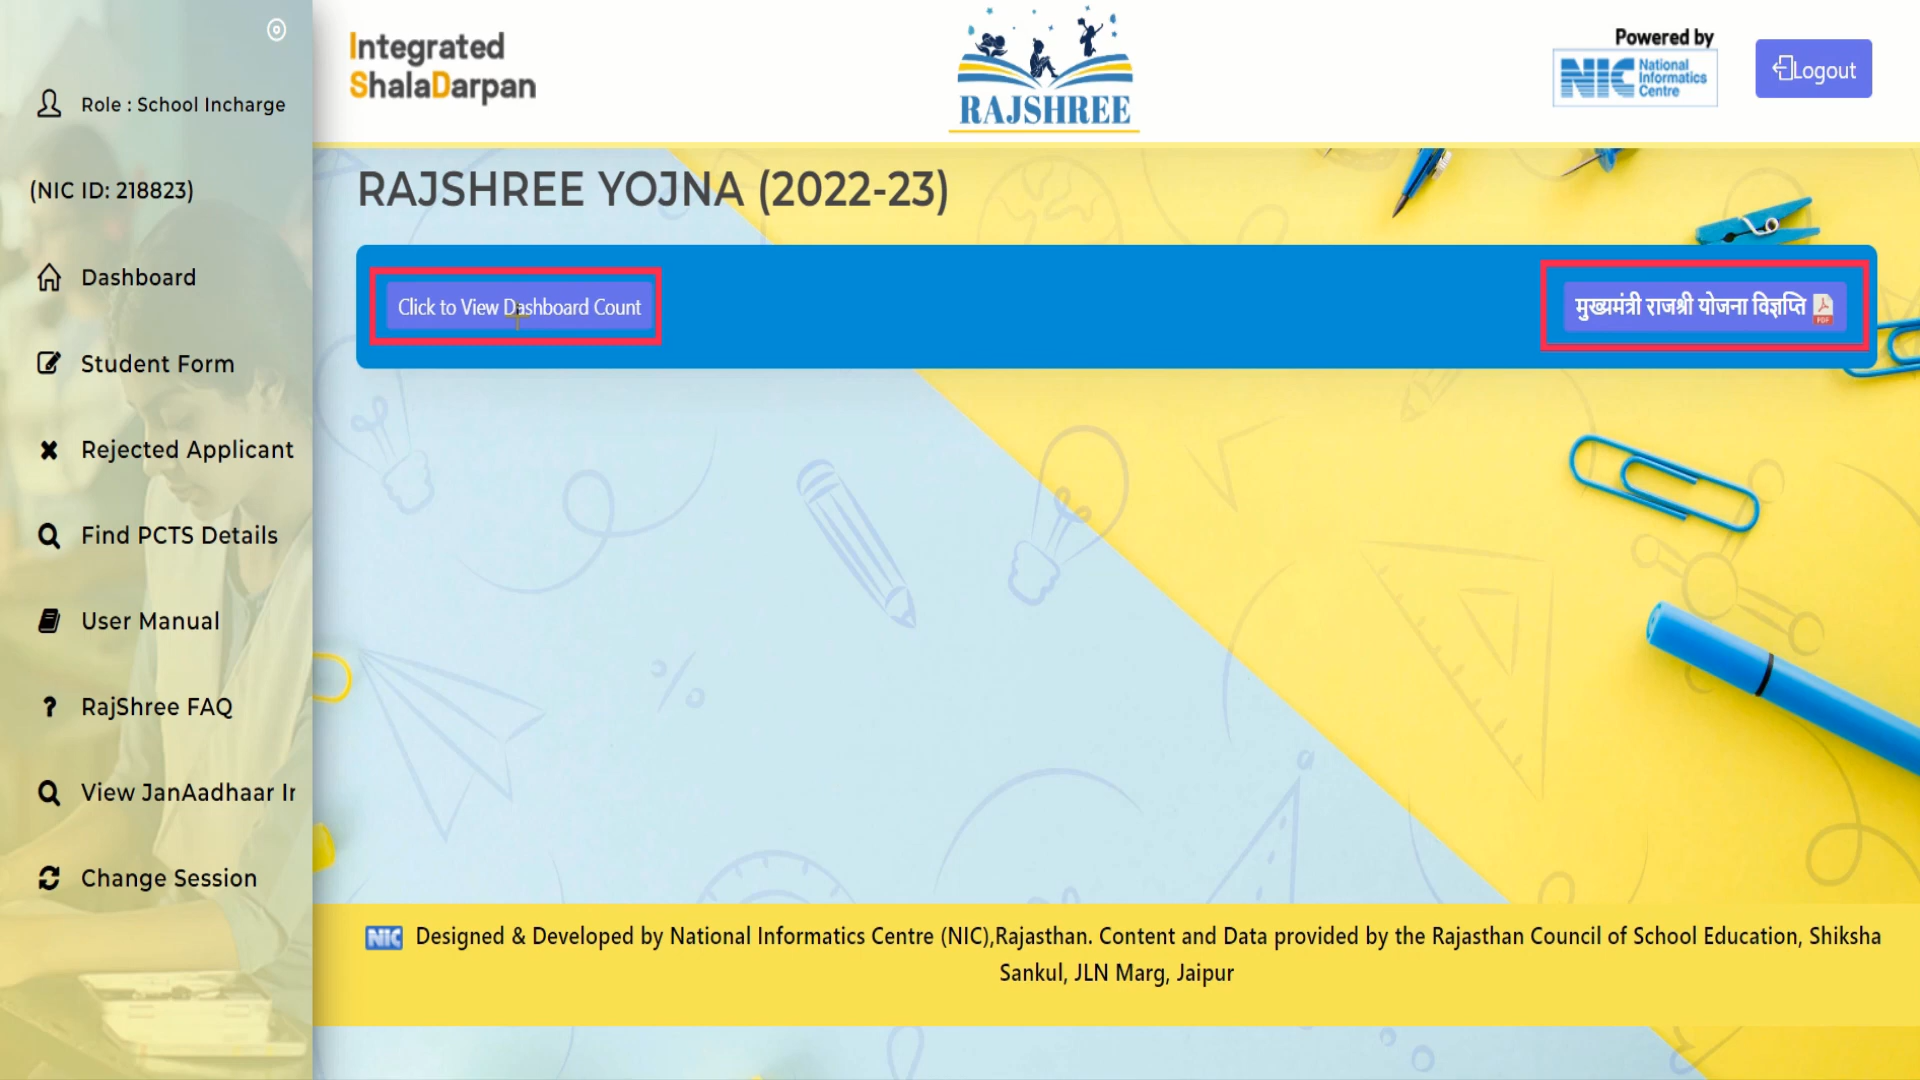 Role : School Incharge
(NIC ID: 218823)
Dashboard
Student Form
Rejected Applicant
Find PCTS Details
User Manual
RajShree FAQ
View JanAadhaar Ir
Change Session
Integrated
ShalaDarpan
RAJSHREE
Powered by
NIC National
Informatics
Centre
Logout
RAJSHREE YOJNA (2022-23)
Click to View Dashboard Count
मुख्यमंत्री राजश्री योजना विज्ञप्ति PDF
NIC Designed & Developed by National Informatics Centre (NIC),Rajasthan. Content and Data provided by the Rajasthan Council of School Education, Shiksha
Sankul, JLN Marg, Jaipur